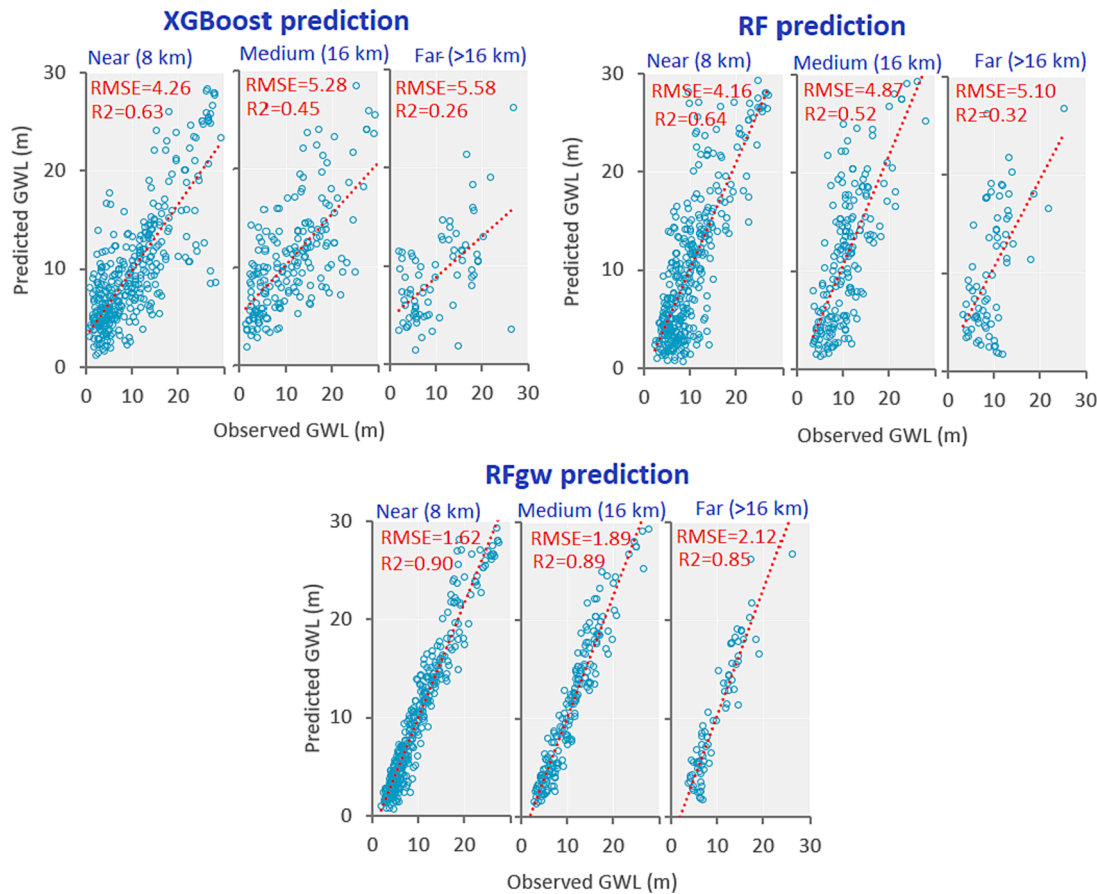 XGBoost prediction
Near (8 km) Medium (16 km) Far (>16 km)
RMSE=4.26 RMSE=5.28 RMSE=5.58
R2=0.63 R2=0.45 R2=0.26
30
20
10
0
Predicted GWL (m)
0 10 20 0 10 20 0 10 20 30
Observed GWL (m)
RF prediction
Near (8 km) Medium (16 km) Far (>16 km)
RMSE=4.16 RMSE=4.87 RMSE=5.10
R2=0.64 R2=0.52 R2=0.32
30
20
10
0
Predicted GWL (m)
0 10 20 0 10 20 0 10 20 30
Observed GWL (m)
RFgw prediction
Near (8 km) Medium (16 km) Far (>16 km)
RMSE=1.62 RMSE=1.89 RMSE=2.12
R2=0.90 R2=0.89 R2=0.85
30
20
10
0
Predicted GWL (m)
0 10 20 0 10 20 0 10 20 30
Observed GWL (m)